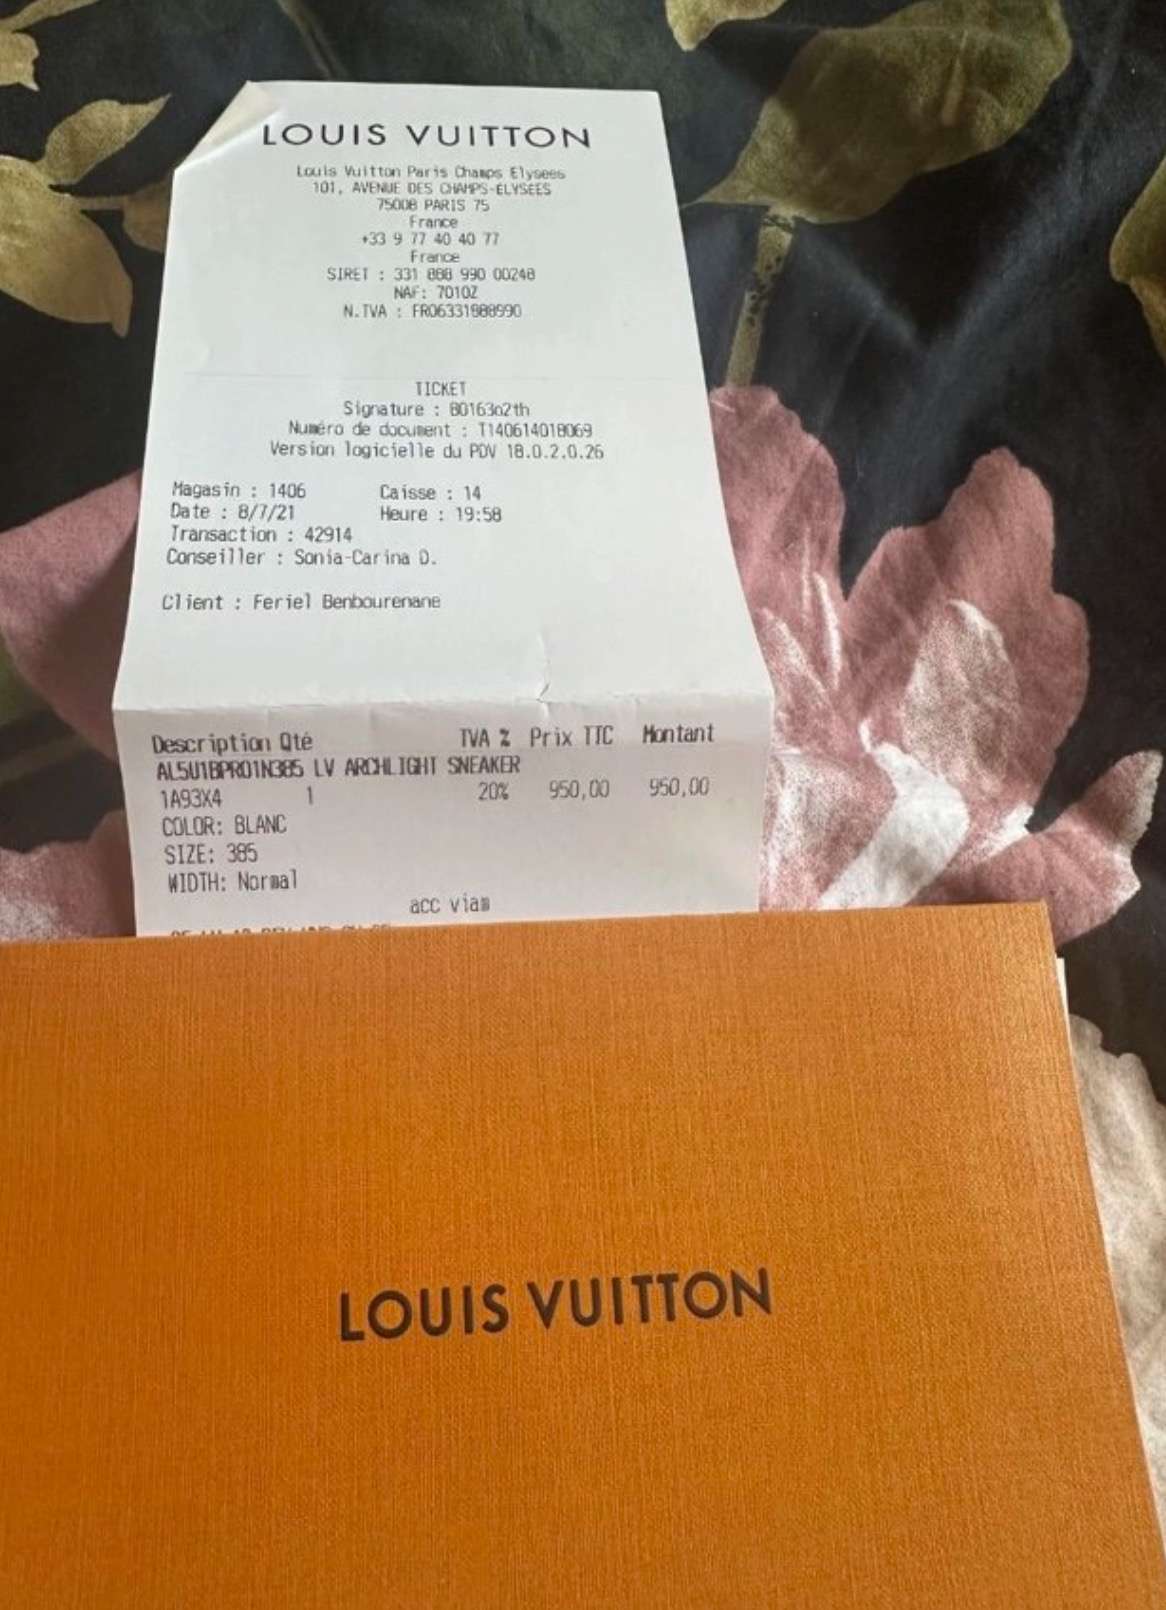 LOUIS VUITTON
Louis Vuitton Paris Champs Elysees
101, AVENUE DES CHAMPS-ELYSEES
75008 PARIS 75
France
+33 9 77 40 40 77
France
SIRET : 331 888 990 00248
NAF: 7010Z
N.TVA : FR06331988990
TICKET
Signature : 80163o2th
Numéro de document : T140614018069
Version logicielle du PDV 18.0.2.0.26
Magasin : 1406 Caisse : 14
Date : 8/7/21 Heure : 19:58
Transaction : 42914
Conseiller : Sonia-Carina D.
Client : Feriel Benbourenane
Description Qté TVA % Prix TTC Montant
AL5U1BPRO1N385 LV ARCHLIGHT SNEAKER
1A93X4 1 20% 950,00 950,00
COLOR: BLANC
SIZE: 385
WIDTH: Normal
acc viam
LOUIS VUITTON